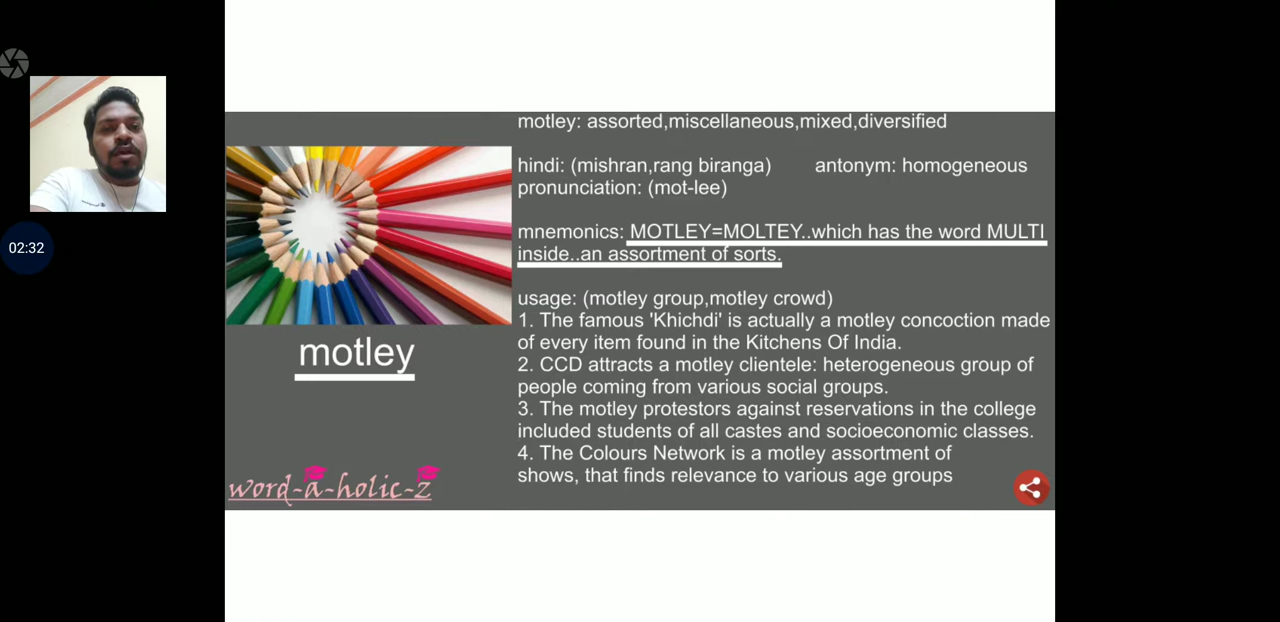 02:32
motley: assorted,miscellaneous,mixed,diversified
hindi: (mishran,rang biranga) antonym: homogeneous
pronunciation: (mot-lee)
mnemonics: MOTLEY=MOLTEY..which has the word MULTI
inside..an assortment of sorts.
usage: (motley group,motley crowd)
1. The famous 'Khichdi' is actually a motley concoction made
of every item found in the Kitchens Of India.
2. CCD attracts a motley clientele: heterogeneous group of
people coming from various social groups.
3. The motley protestors against reservations in the college
included students of all castes and socioeconomic classes.
4. The Colours Network is a motley assortment of
shows, that finds relevance to various age groups
motley
word-a-holic-z